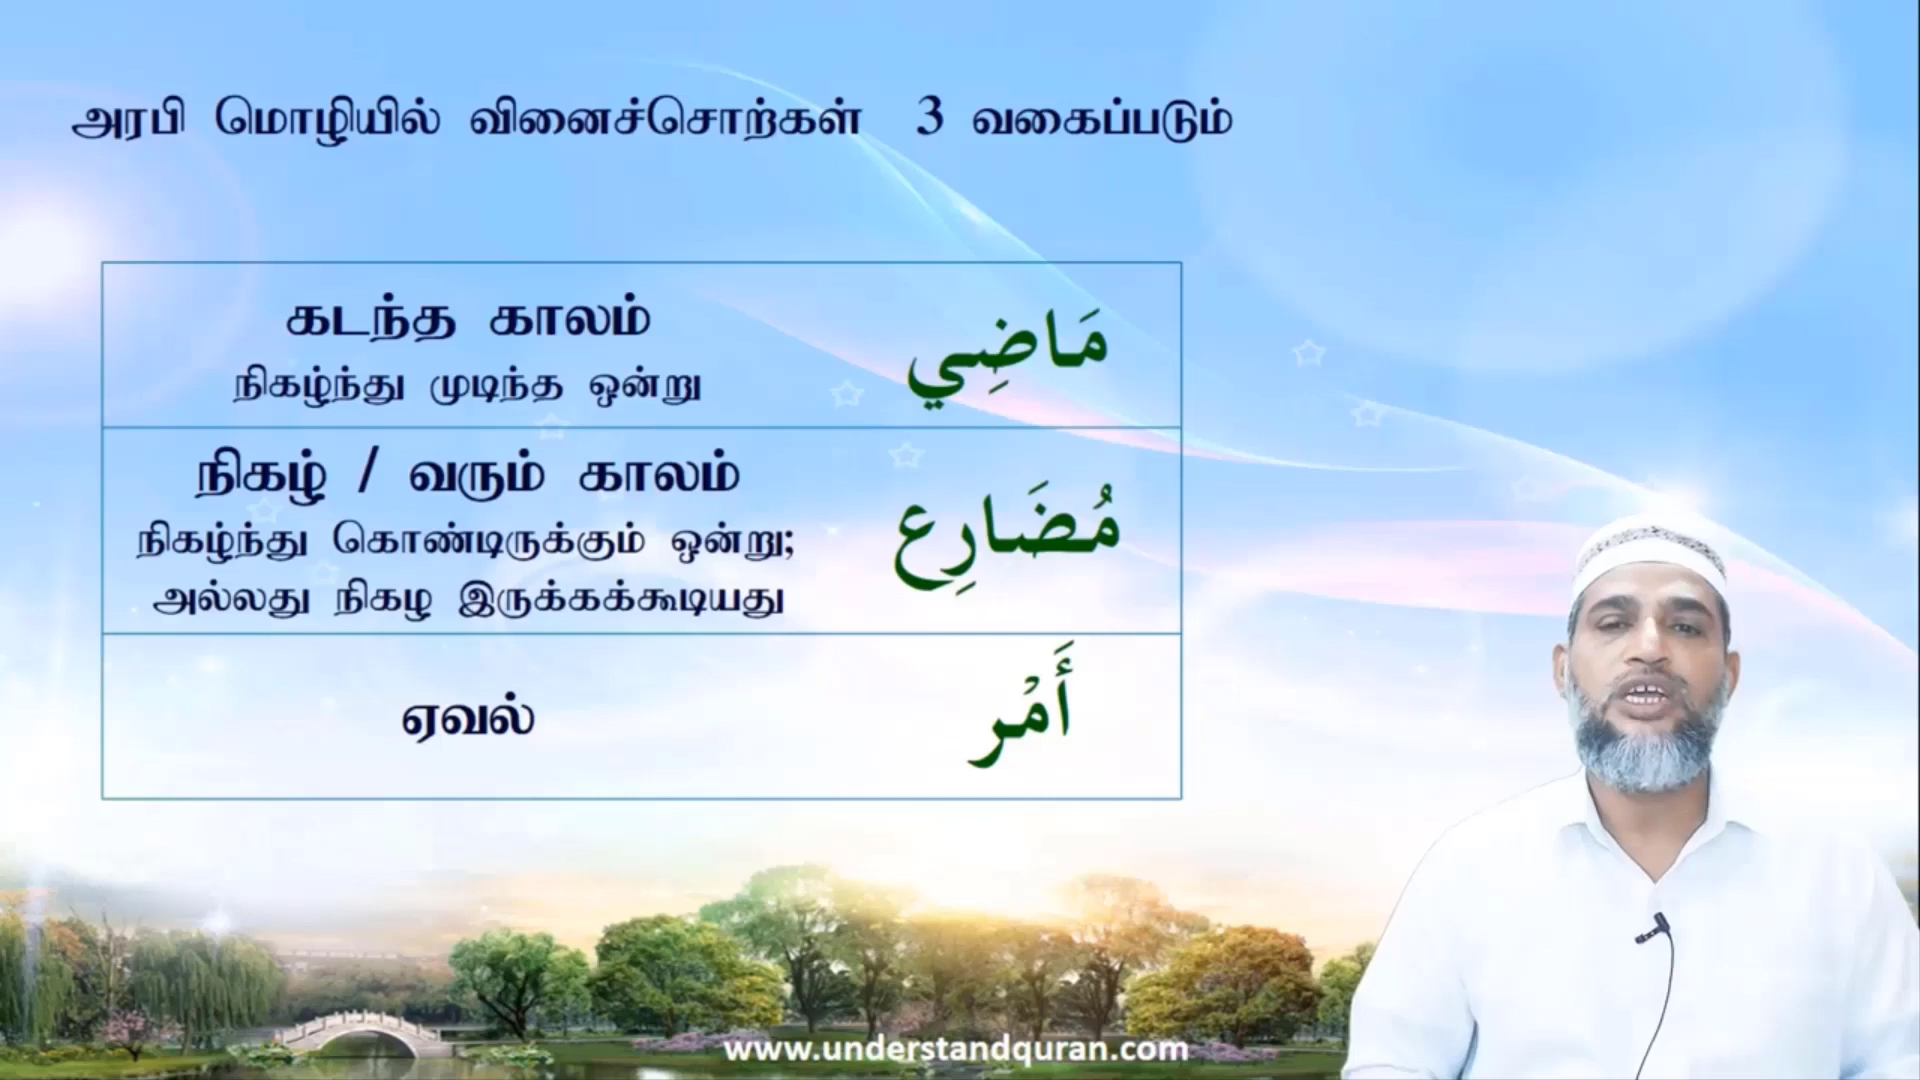 அரபி மொழியில் வினைச்சொற்கள் 3 வகைப்படும்
கடந்த காலம்
நிகழ்ந்து முடிந்த ஒன்று
مَاضِي
நிகழ் / வரும் காலம்
நிகழ்ந்து கொண்டிருக்கும் ஒன்று;
அல்லது நிகழ இருக்கக்கூடியது
مُضَارِع
ஏவல்
أَمْر
www.understandquran.com